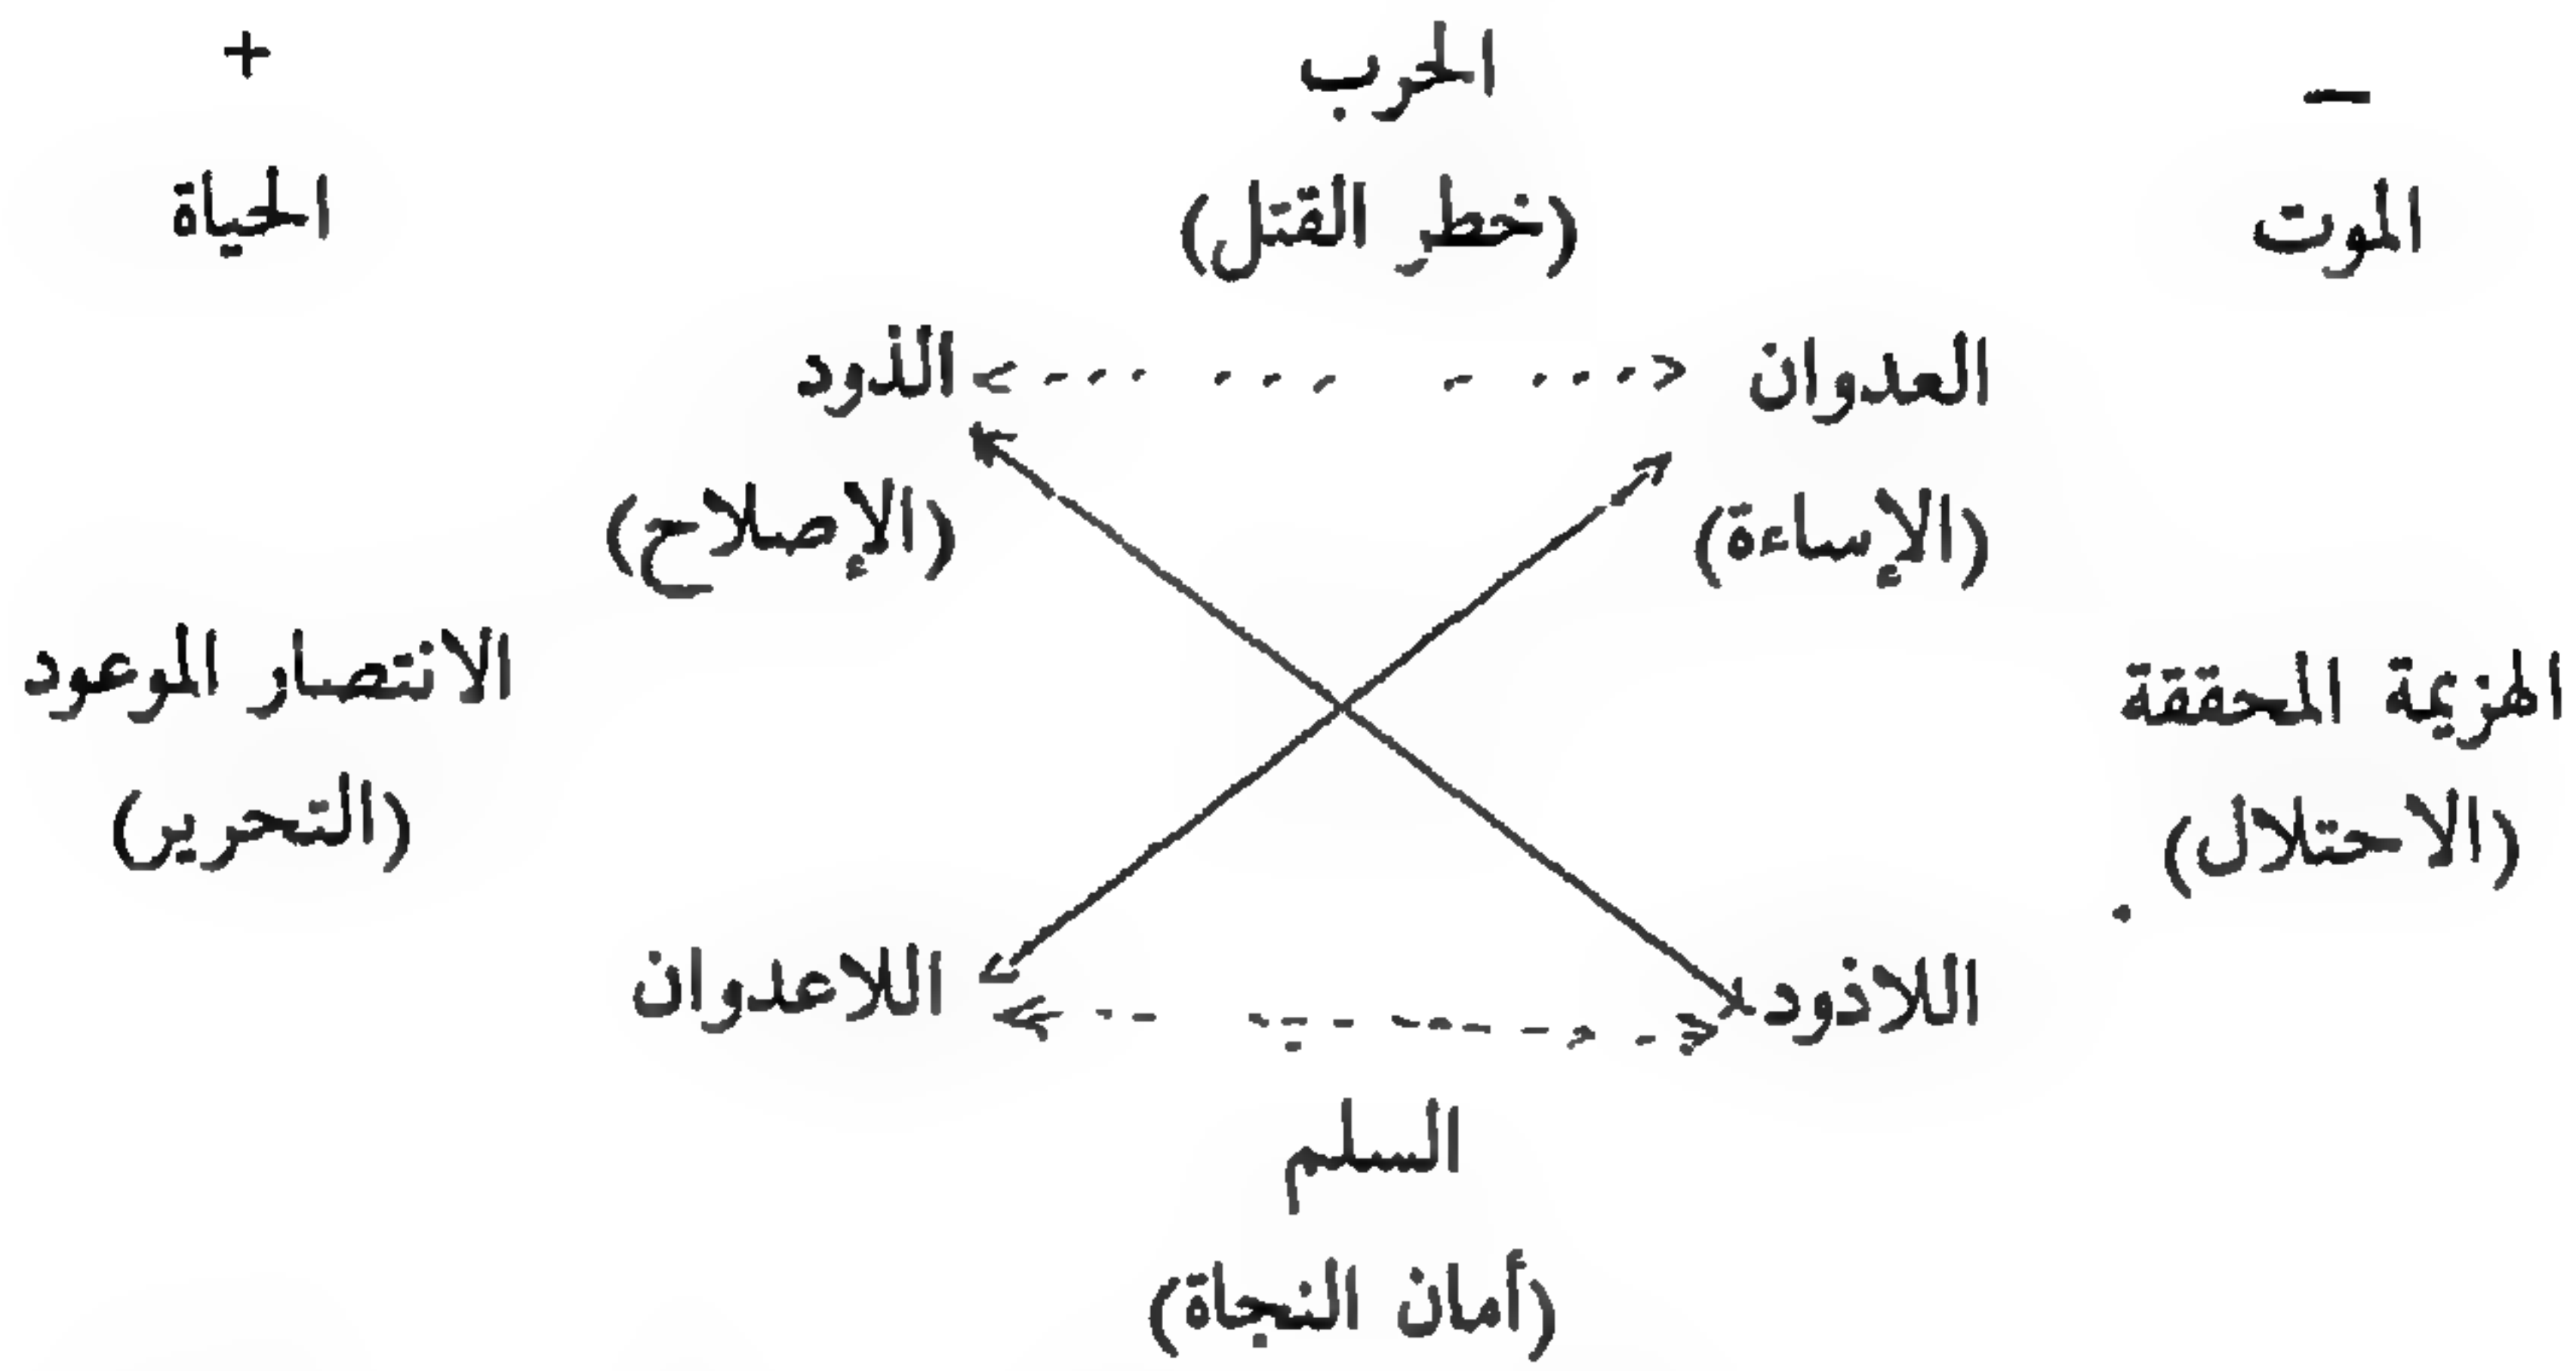 +
الحرب
−
الموت
(خطر القتل)
الحياة
العدوان
الذود
(الإساءة)
(الإصلاح)
الهزيمة المحققة
الانتصار الموعود
(الاحتلال)
(التحرير)
اللاذود
اللاعدوان
السلم
(أمان النجاة)